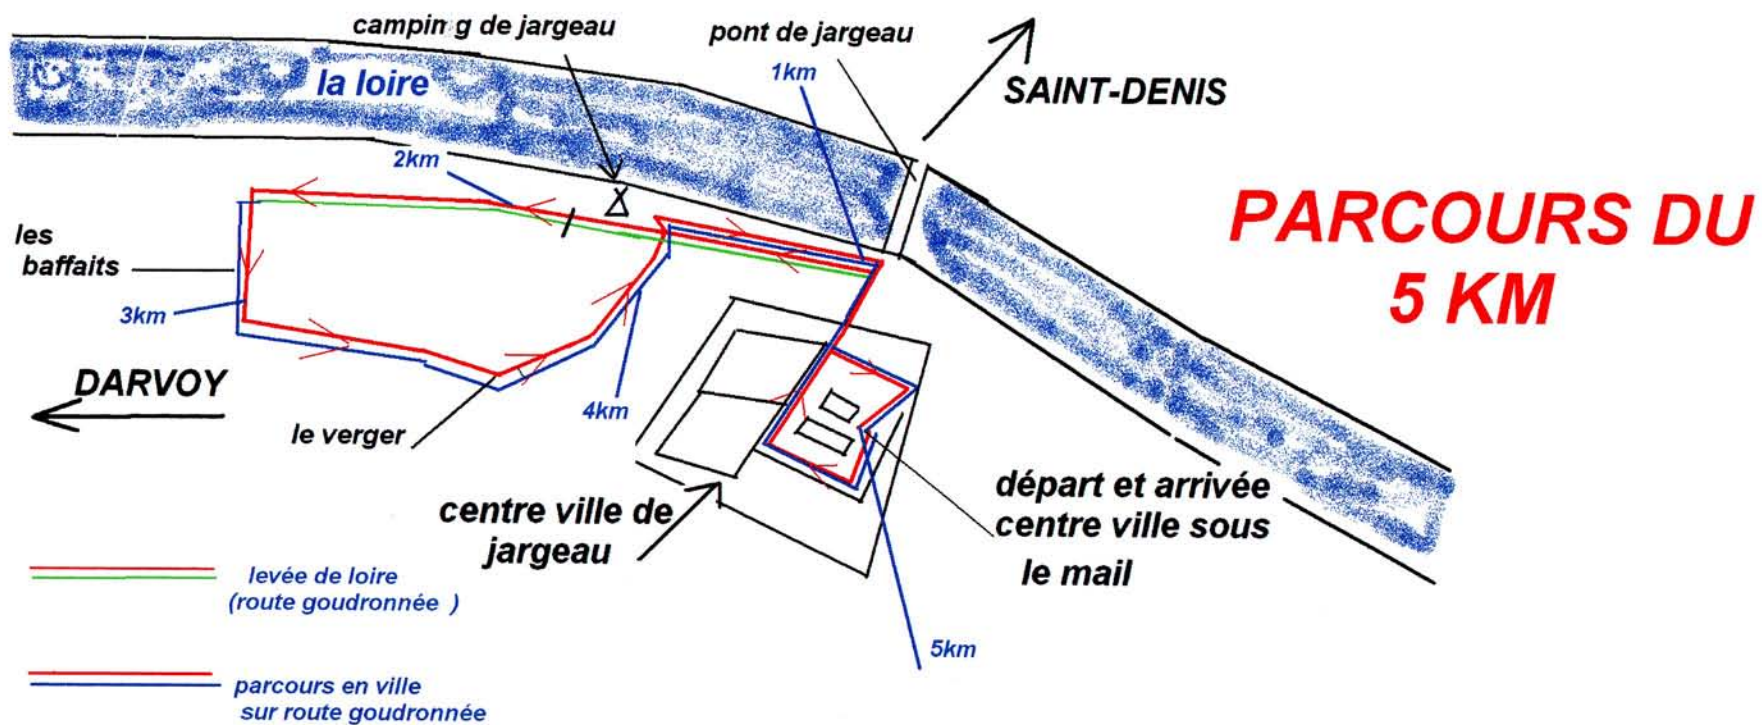 camping de jargeau
pont de jargeau
1km
la loire
SAINT-DENIS
2km
PARCOURS DU
5 KM
les
baffaits
3km
DARVOY
4km
le verger
centre ville de
jargeau
départ et arrivée
centre ville sous
le mail
5km
levée de loire
(route goudronnée )
parcours en ville
sur route goudronnée